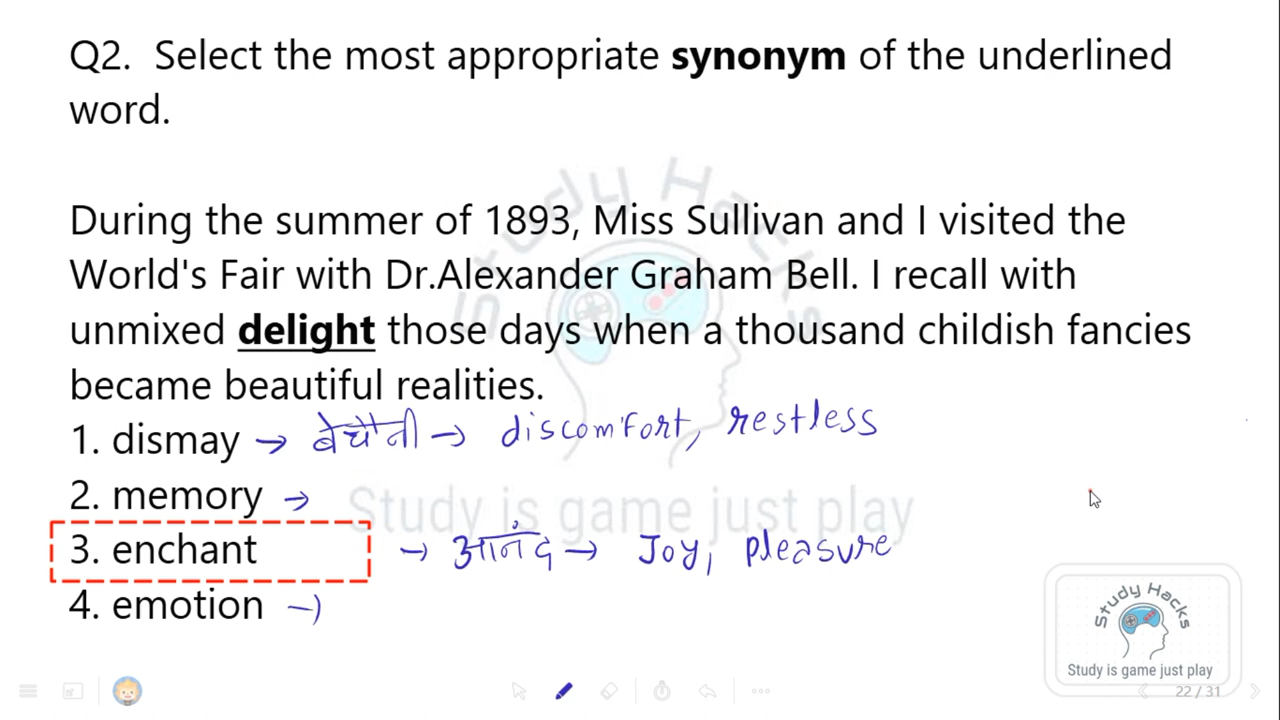 Q2. Select the most appropriate synonym of the underlined
word.
During the summer of 1893, Miss Sullivan and I visited the
World's Fair with Dr.Alexander Graham Bell. I recall with
unmixed delight those days when a thousand childish fancies
became beautiful realities.
1. dismay → बेचैनी → discomfort, restless
2. memory →
3. enchant → आनंद → Joy, pleasure
4. emotion →
Study Hacks
Study is game just play
Study Hacks
Study is game just play
22 / 31